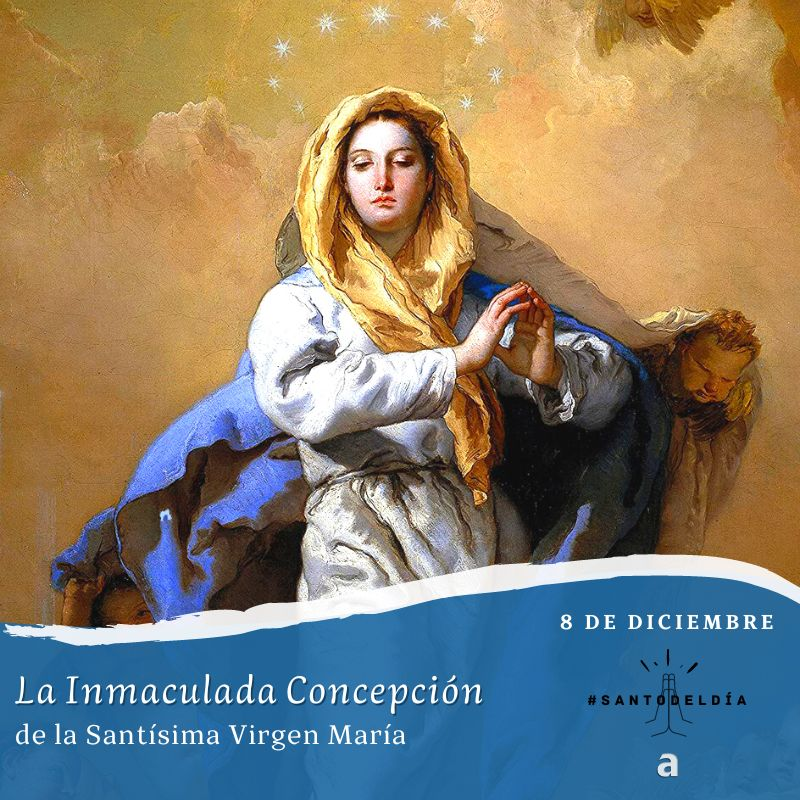 8 DE DICIEMBRE
La Inmaculada Concepción
de la Santísima Virgen María
#SANTODELDÍA
a